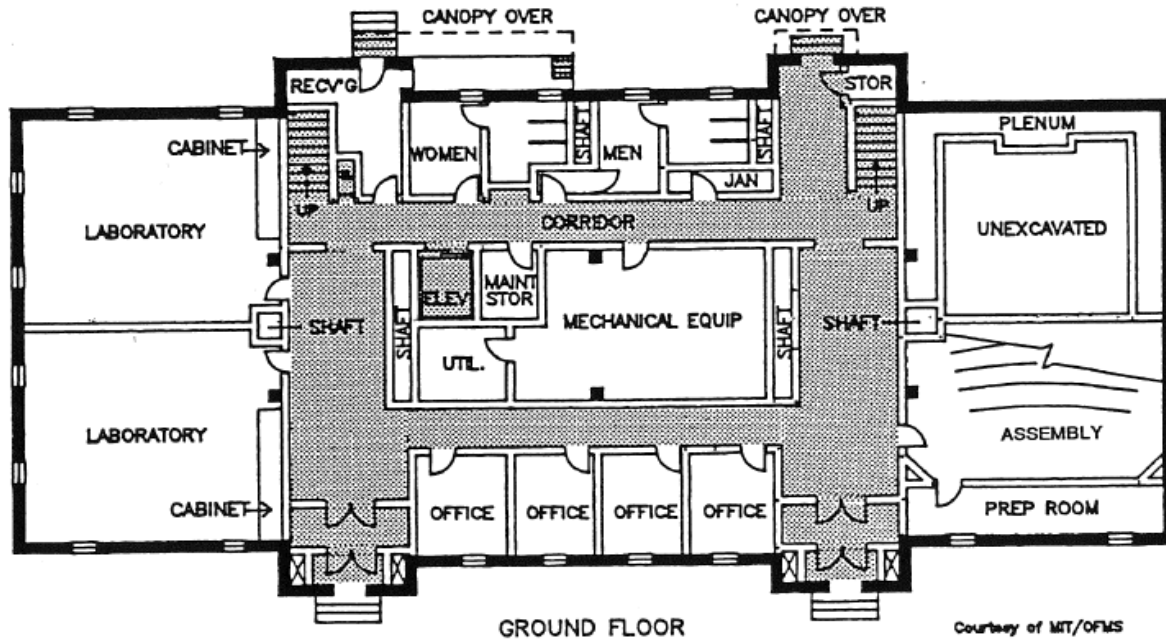 CANOPY OVER
CANOPY OVER
RECV'G
STOR
CABINET
WOMEN
SHAFT
MEN
SHAFT
PLENUM
JAN
UP
UP
LABORATORY
CORRIDOR
UNEXCAVATED
ELEV
MAINT
STOR
SHAFT
SHAFT
MECHANICAL EQUIP
SHAFT
SHAFT
UTIL.
LABORATORY
ASSEMBLY
CABINET
OFFICE
OFFICE
OFFICE
OFFICE
PREP ROOM
GROUND FLOOR
Courtesy of MIT/OFMS